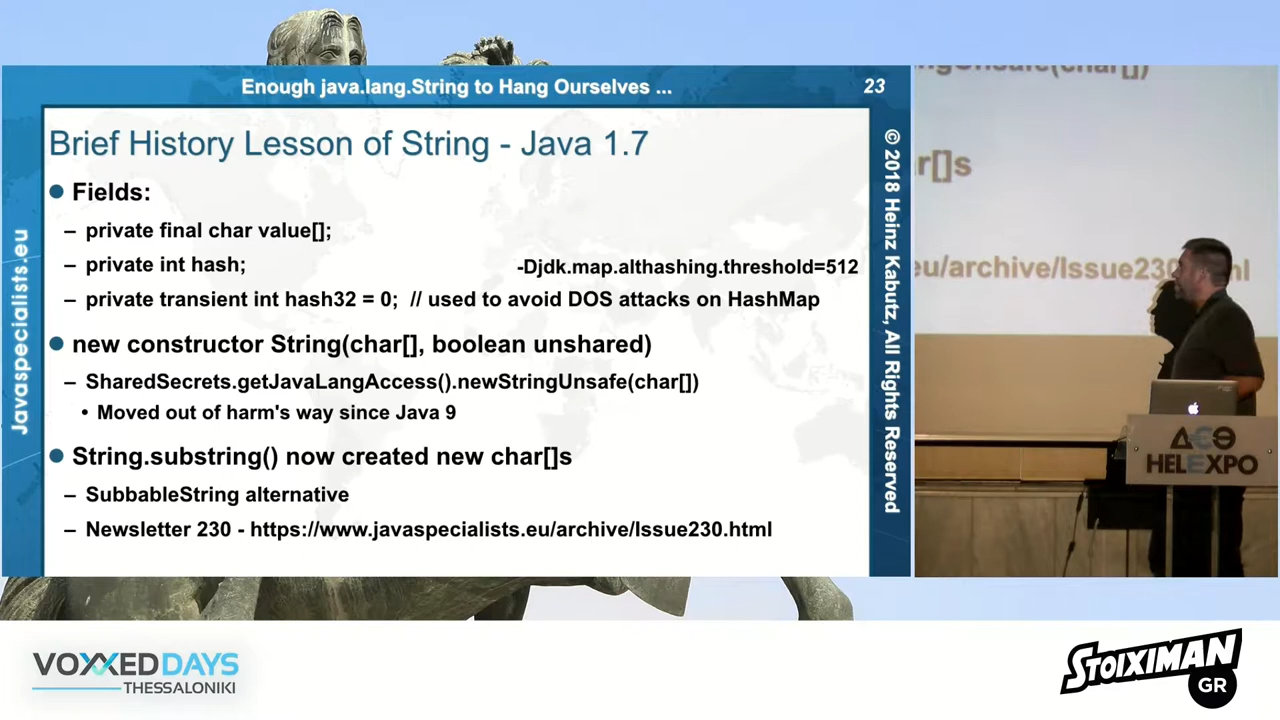 Enough java.lang.String to Hang Ourselves ...
23
Brief History Lesson of String - Java 1.7
● Fields:
– private final char value[];
– private int hash;
-Djdk.map.althashing.threshold=512
– private transient int hash32 = 0; // used to avoid DOS attacks on HashMap
● new constructor String(char[], boolean unshared)
– SharedSecrets.getJavaLangAccess().newStringUnsafe(char[])
• Moved out of harm's way since Java 9
● String.substring() now created new char[]s
– SubbableString alternative
– Newsletter 230 - https://www.javaspecialists.eu/archive/Issue230.html
Javaspecialists.eu
© 2018 Heinz Kabutz, All Rights Reserved
ngUnsafe(char[])
r[]s
eu/archive/Issue230 ml
ΔΕΘ
HELEXPO
VOXXED DAYS
THESSALONIKI
STOIXIMAN
GR